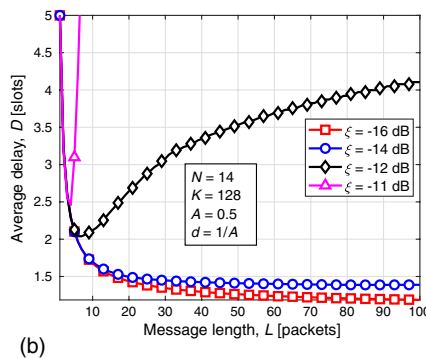 5
4.5
4
3.5
3
2.5
2
1.5
Average delay, D [slots]
ξ = -16 dB
ξ = -14 dB
ξ = -12 dB
ξ = -11 dB
N = 14
K = 128
A = 0.5
d = 1/A
10 20 30 40 50 60 70 80 90 100
Message length, L [packets]
(b)